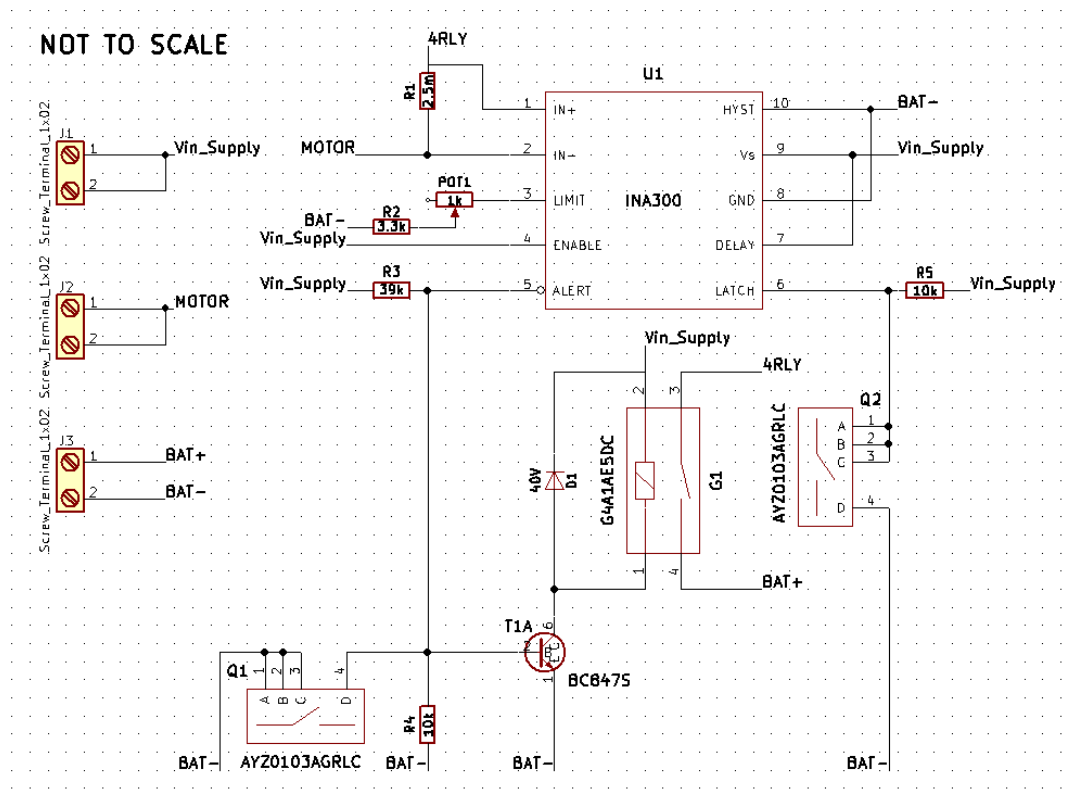 NOT TO SCALE
4RLY
U1
R1
2.5m
1
IN+
HYST
10
BAT-
Screw_Terminal_1x02
J1
1
Vin_Supply
2
MOTOR
2
IN-
Vs
9
Vin_Supply
POT1
1k
3
LIMIT
INA300
GND
8
BAT-
R2
3.3k
Vin_Supply
4
ENABLE
DELAY
7
Vin_Supply
R3
39k
5
ALERT
LATCH
6
R5
10k
Vin_Supply
Screw_Terminal_1x02
J2
1
MOTOR
2
Vin_Supply
4RLY
2
3
G4A1AE5DC
G1
1
4
BAT+
40V
D1
Q2
AYZ0103AGRLC
A
1
B
2
C
3
D
4
Screw_Terminal_1x02
J3
1
BAT+
2
BAT-
T1A
6
2
B
C
E
1
BC847S
Q1
1
2
3
4
A
B
C
D
R4
10k
BAT-
AYZ0103AGRLC
BAT-
BAT-
BAT-